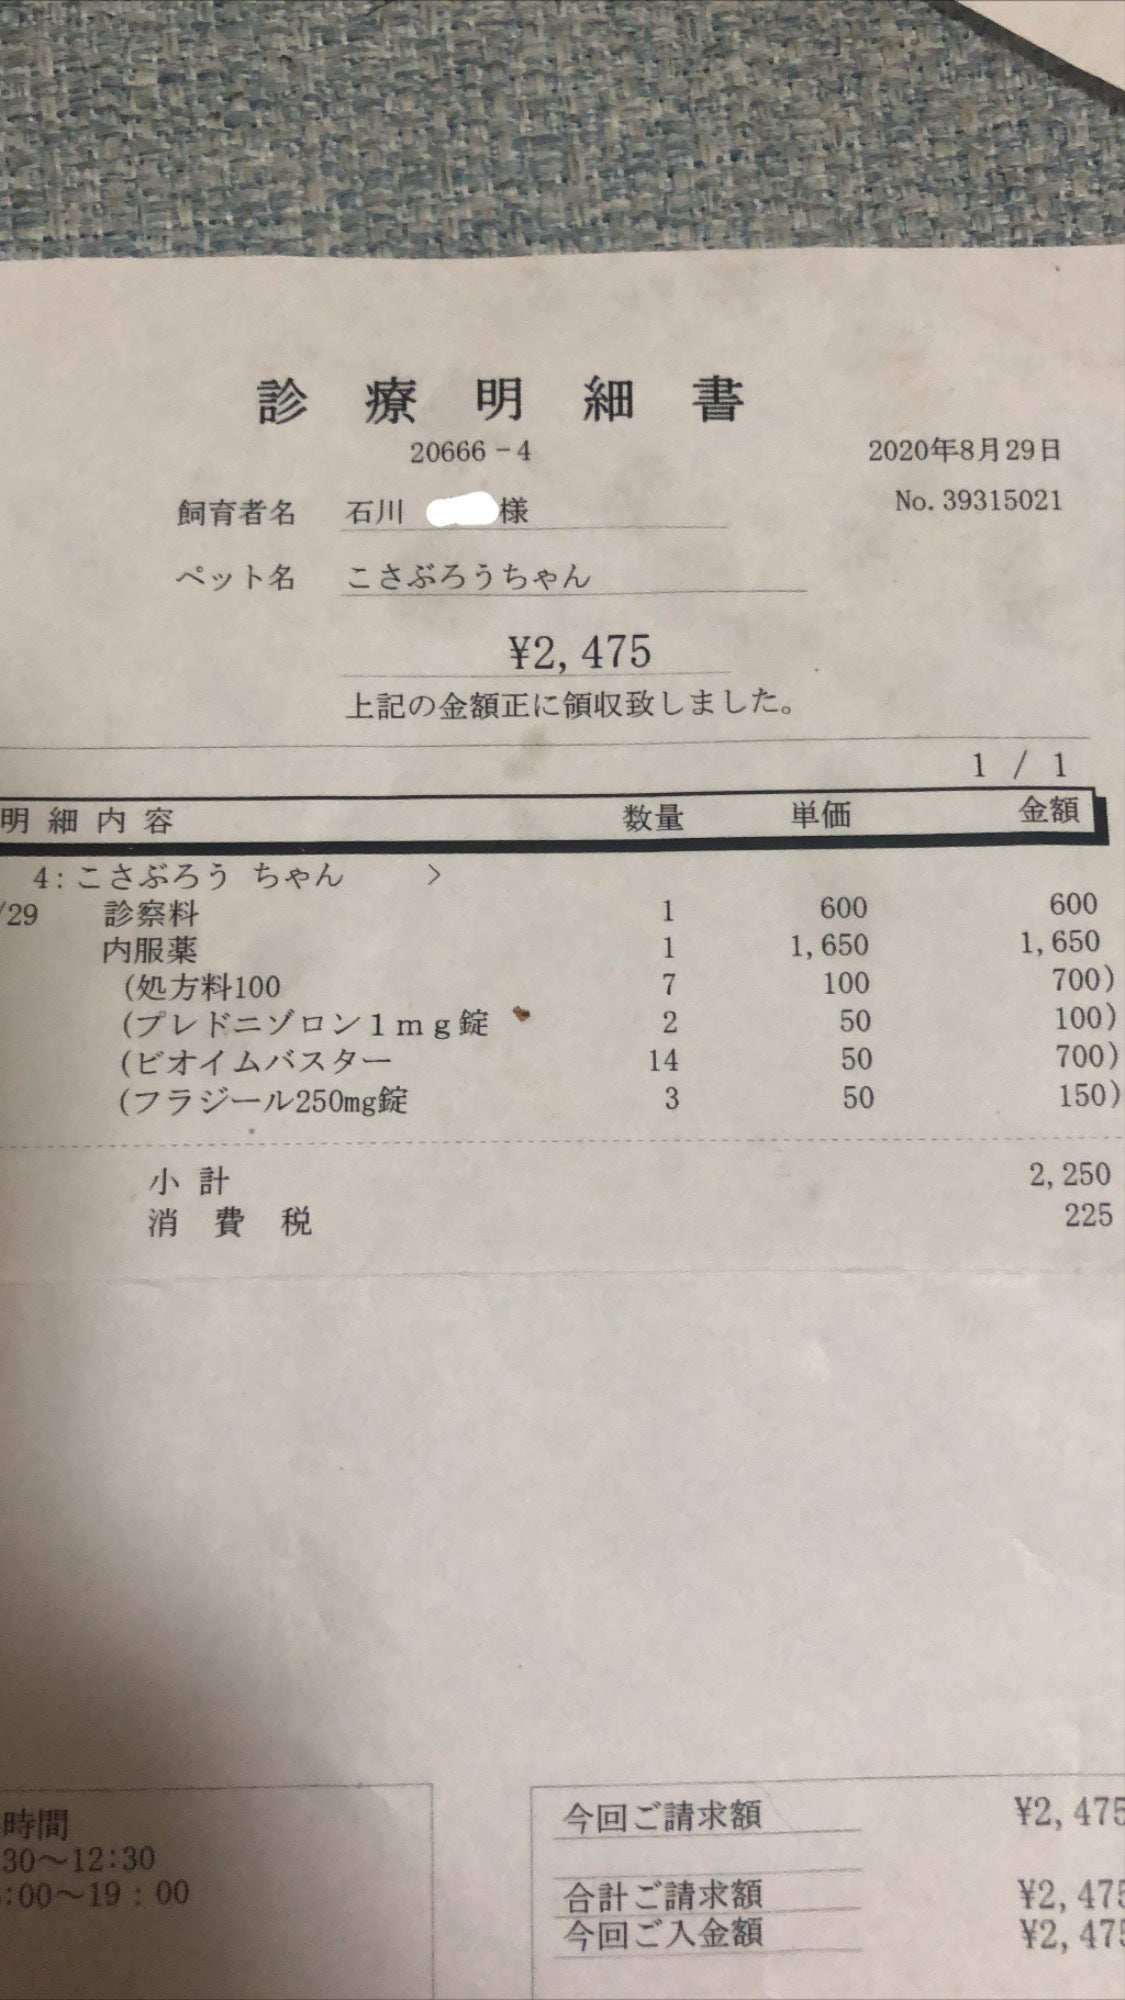 診療明細書
20666-4
2020年8月29日
No.39315021
飼育者名 石川 様
ペット名 こさぶろうちゃん
¥2,475
上記の金額正に領収致しました。
1 / 1
明細内容 数量 単価 金額
4:こさぶろう ちゃん >
/29 診察料 1 600 600
内服薬 1 1,650 1,650
(処方料100 7 100 700)
(プレドニゾロン1mg錠 2 50 100)
(ビオイムバスター 14 50 700)
(フラジール250mg錠 3 50 150)
小計 2,250
消費税 225
時間
30～12:30
:00～19:00
今回ご請求額 ¥2,475
合計ご請求額 ¥2,475
今回ご入金額 ¥2,475